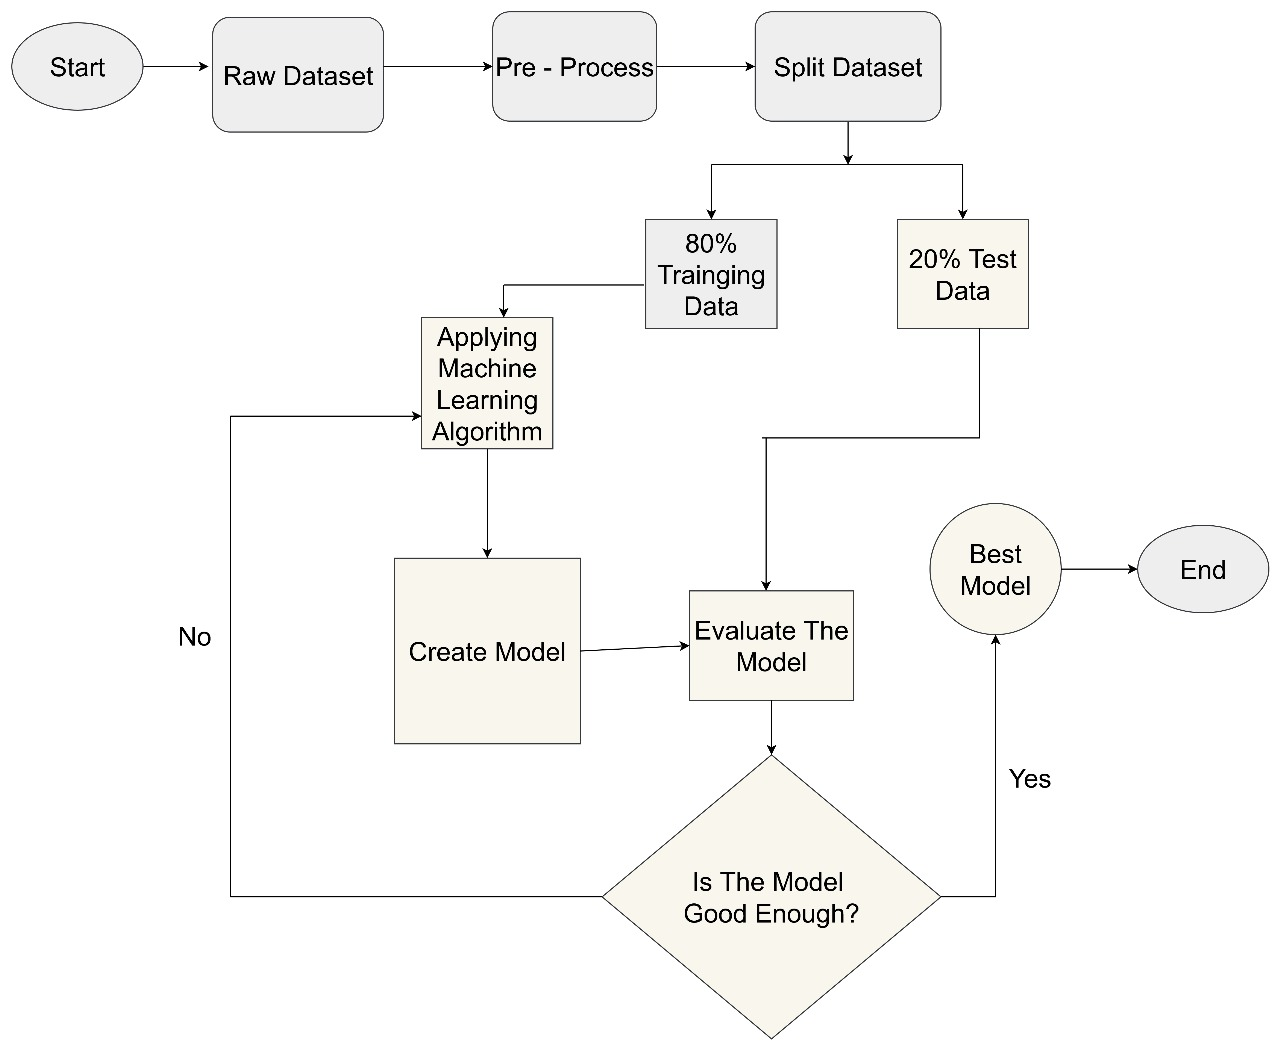 Start
Raw Dataset
Pre - Process
Split Dataset
80%
Trainging
Data
20% Test
Data
Applying
Machine
Learning
Algorithm
Best
Model
End
No
Create Model
Evaluate The
Model
Yes
Is The Model
Good Enough?